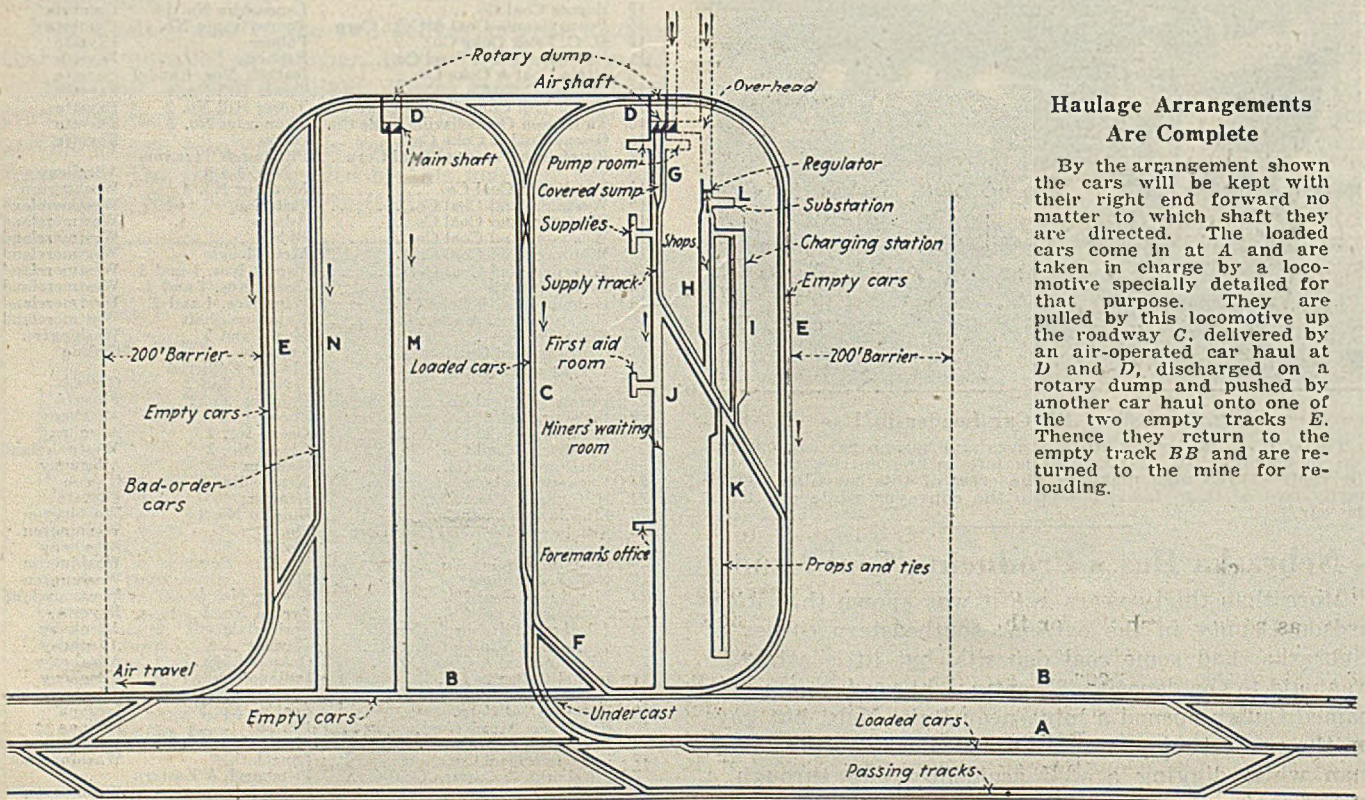 Rotary dump
Airshaft
Overhead
D
D
Main shaft
Pump room
G
Regulator
Covered sump
L
Substation
Supplies
Shops
Charging station
Supply track
H
Empty cars
E
N
M
Loaded cars
First aid
room
I
E
200' Barrier
200' Barrier
C
J
Empty cars
Miners' waiting
room
Bad-order
cars
K
Foreman's office
Props and ties
F
Air travel
B
B
Empty cars
Undercast
Loaded cars
A
Passing tracks
Haulage Arrangements
Are Complete
By the arrangement shown
the cars will be kept with
their right end forward no
matter to which shaft they
are directed. The loaded
cars come in at A and are
taken in charge by a loco-
motive specially detailed for
that purpose. They are
pulled by this locomotive up
the roadway C, delivered by
an air-operated car haul at
D and D, discharged on a
rotary dump and pushed by
another car haul onto one of
the two empty tracks E.
Thence they return to the
empty track BB and are re-
turned to the mine for re-
loading.